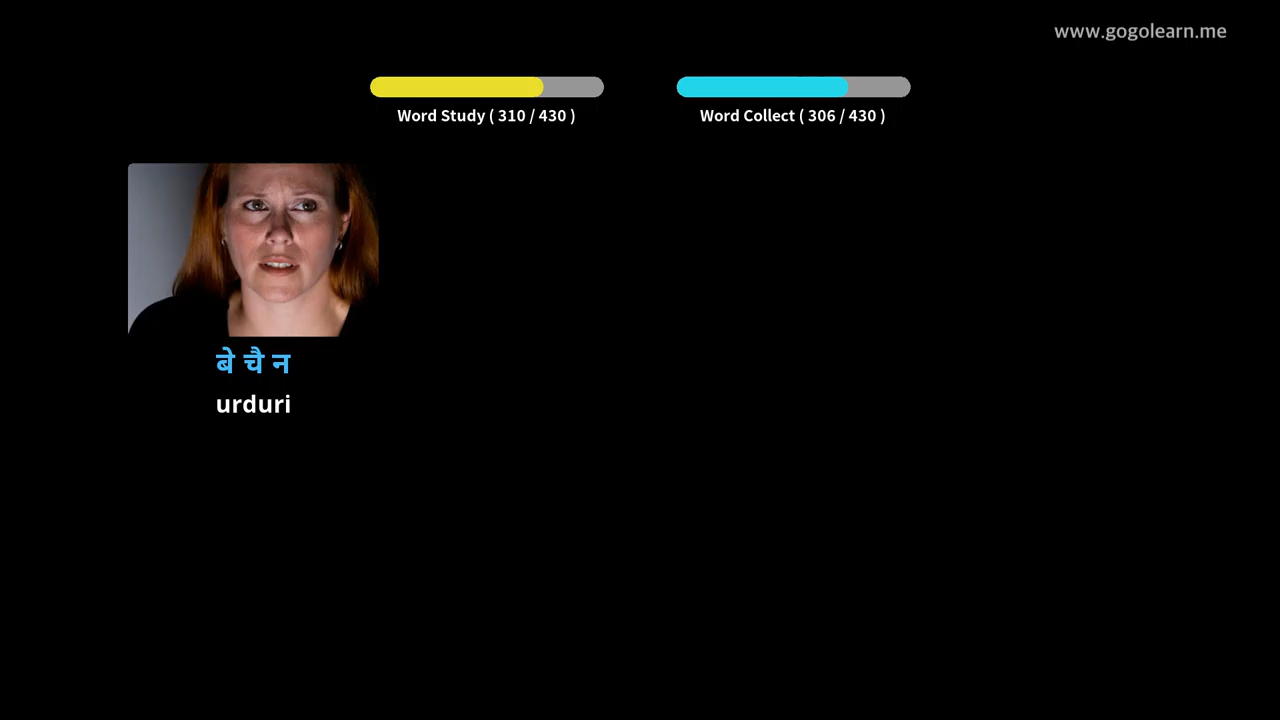 www.gogolearn.me
Word Study ( 310 / 430 )
Word Collect ( 306 / 430 )
बे चै न
urduri